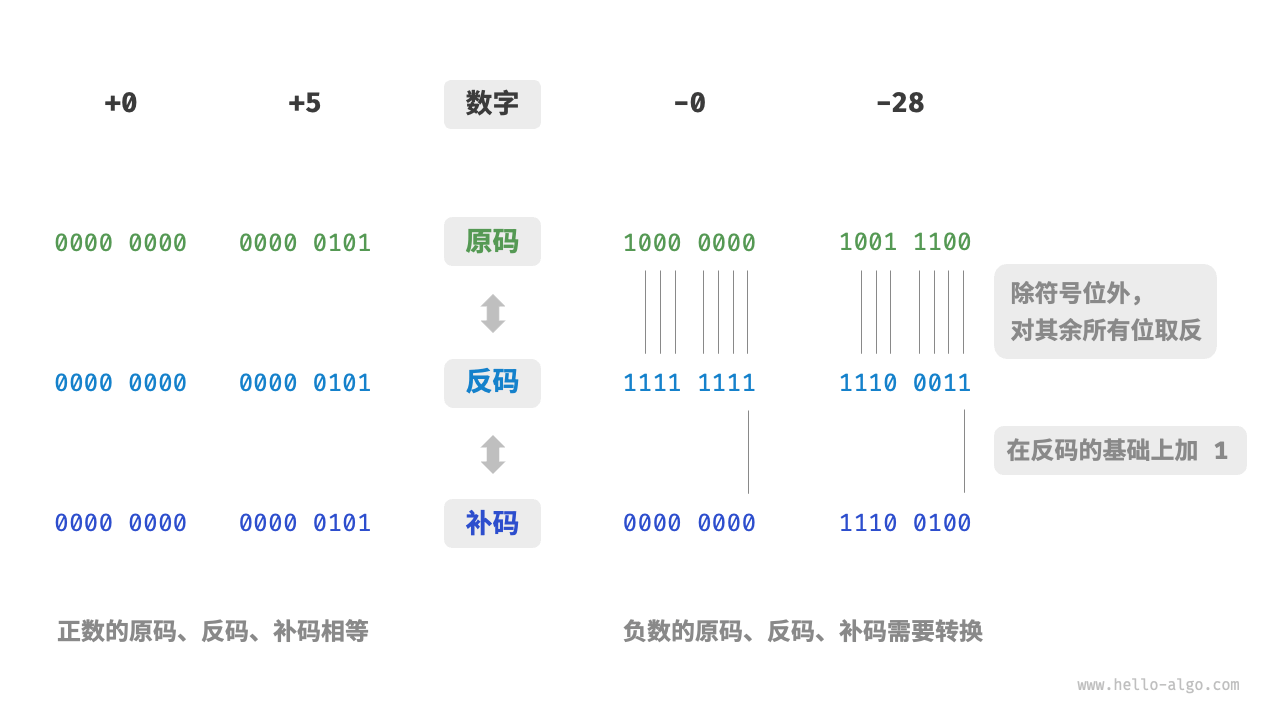 +0 +5 数字 -0 -28
0000 0000 0000 0101 原码 1000 0000 1001 1100
除符号位外，
对其余所有位取反
0000 0000 0000 0101 反码 1111 1111 1110 0011
在反码的基础上加 1
0000 0000 0000 0101 补码 0000 0000 1110 0100
正数的原码、反码、补码相等 负数的原码、反码、补码需要转换
www.hello-algo.com